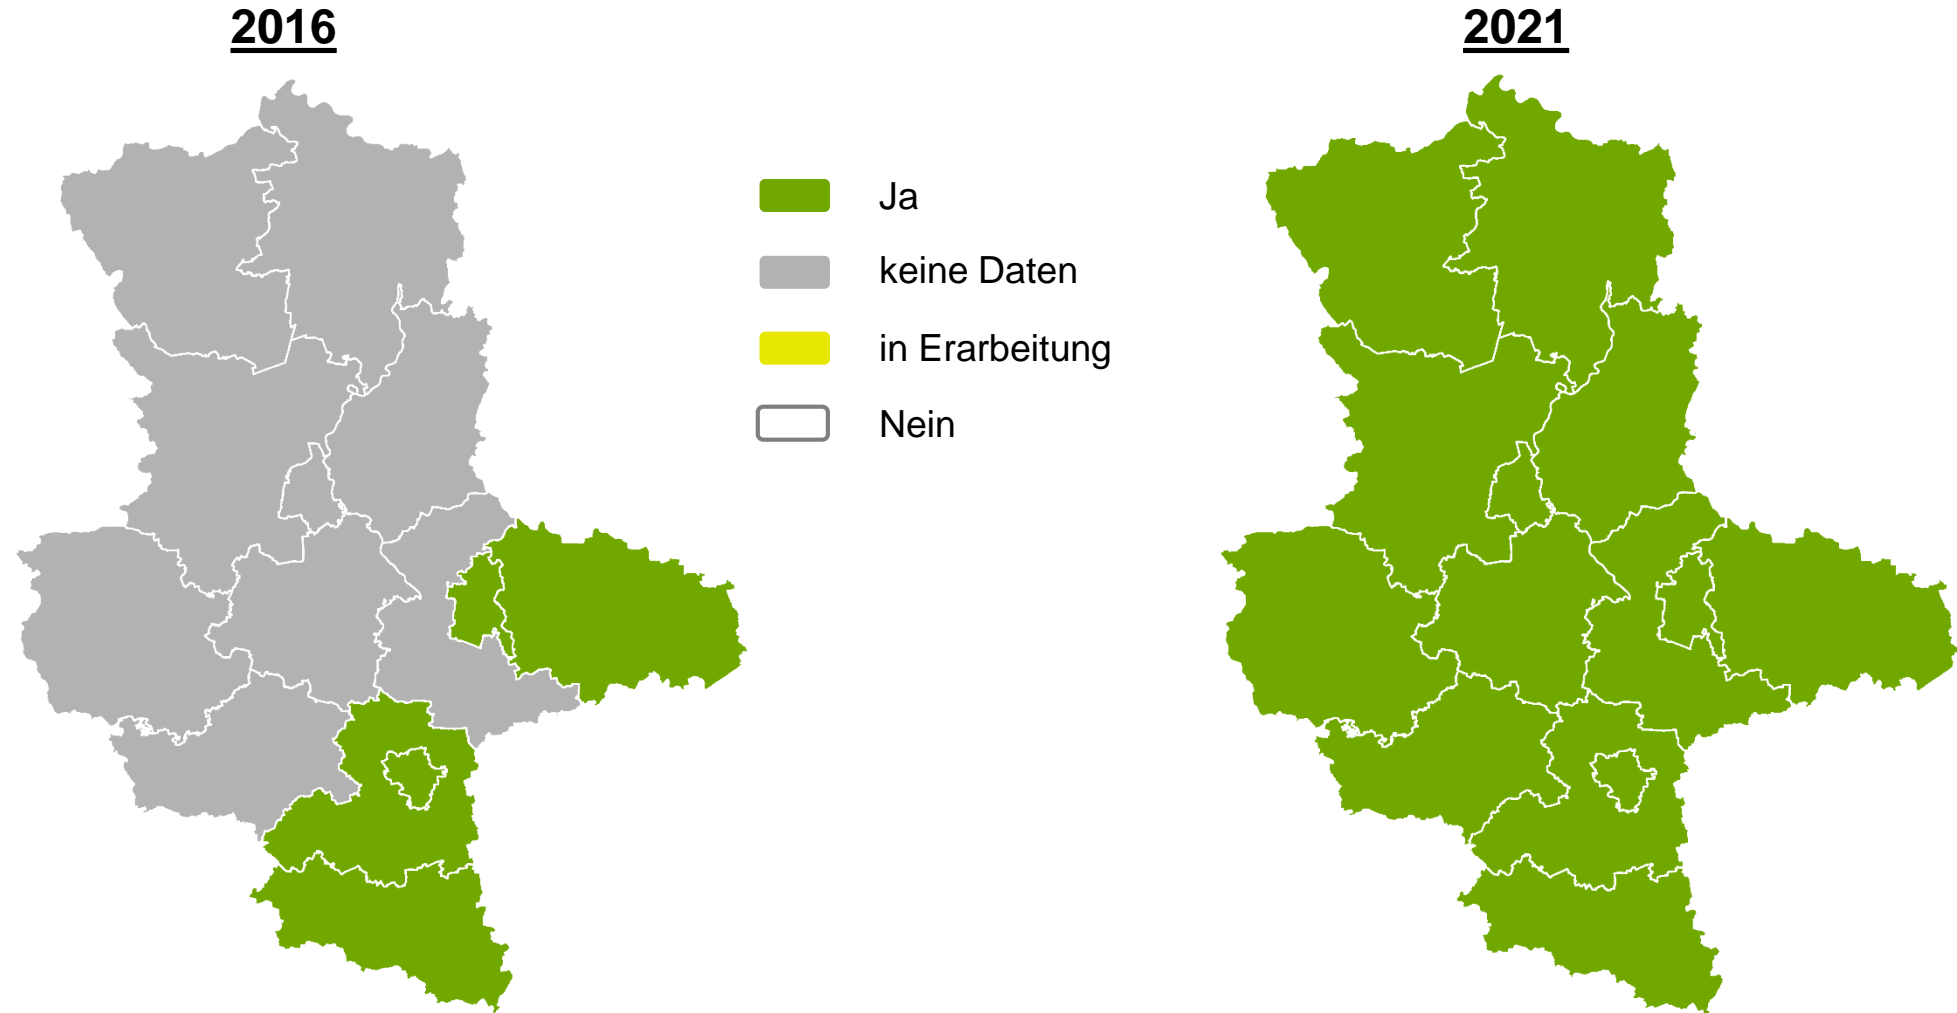 2016
2021
Ja
keine Daten
in Erarbeitung
Nein